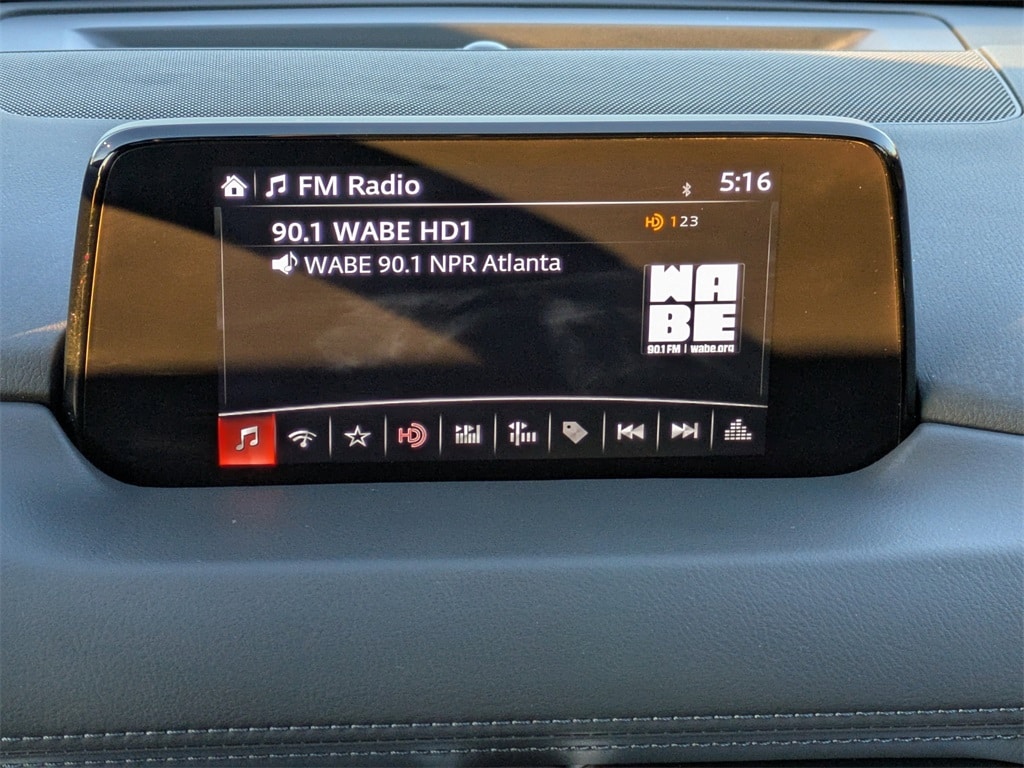 FM Radio
5:16
90.1 WABE HD1
HD 123
WABE 90.1 NPR Atlanta
WA
BE
90.1 FM | wabe.org
HD